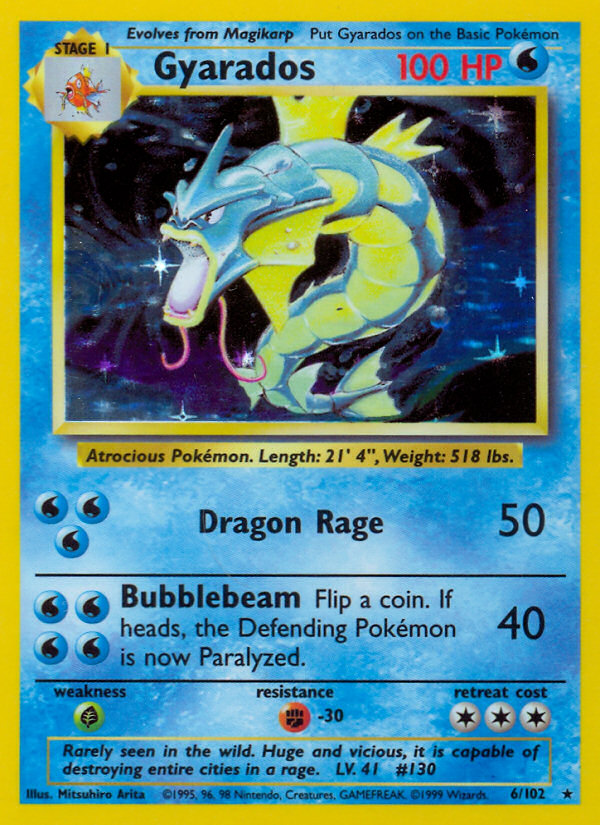 Evolves from Magikarp Put Gyarados on the Basic Pokémon
STAGE 1
Gyarados 100 HP
Atrocious Pokémon. Length: 21' 4", Weight: 518 lbs.
Dragon Rage 50
Bubblebeam Flip a coin. If
heads, the Defending Pokémon
is now Paralyzed.
40
weakness resistance retreat cost
-30
Rarely seen in the wild. Huge and vicious, it is capable of
destroying entire cities in a rage. LV. 41 #130
Illus. Mitsuhiro Arita ©1995, 96, 98 Nintendo, Creatures, GAMEFREAK. ©1999 Wizards. 6/102 ★